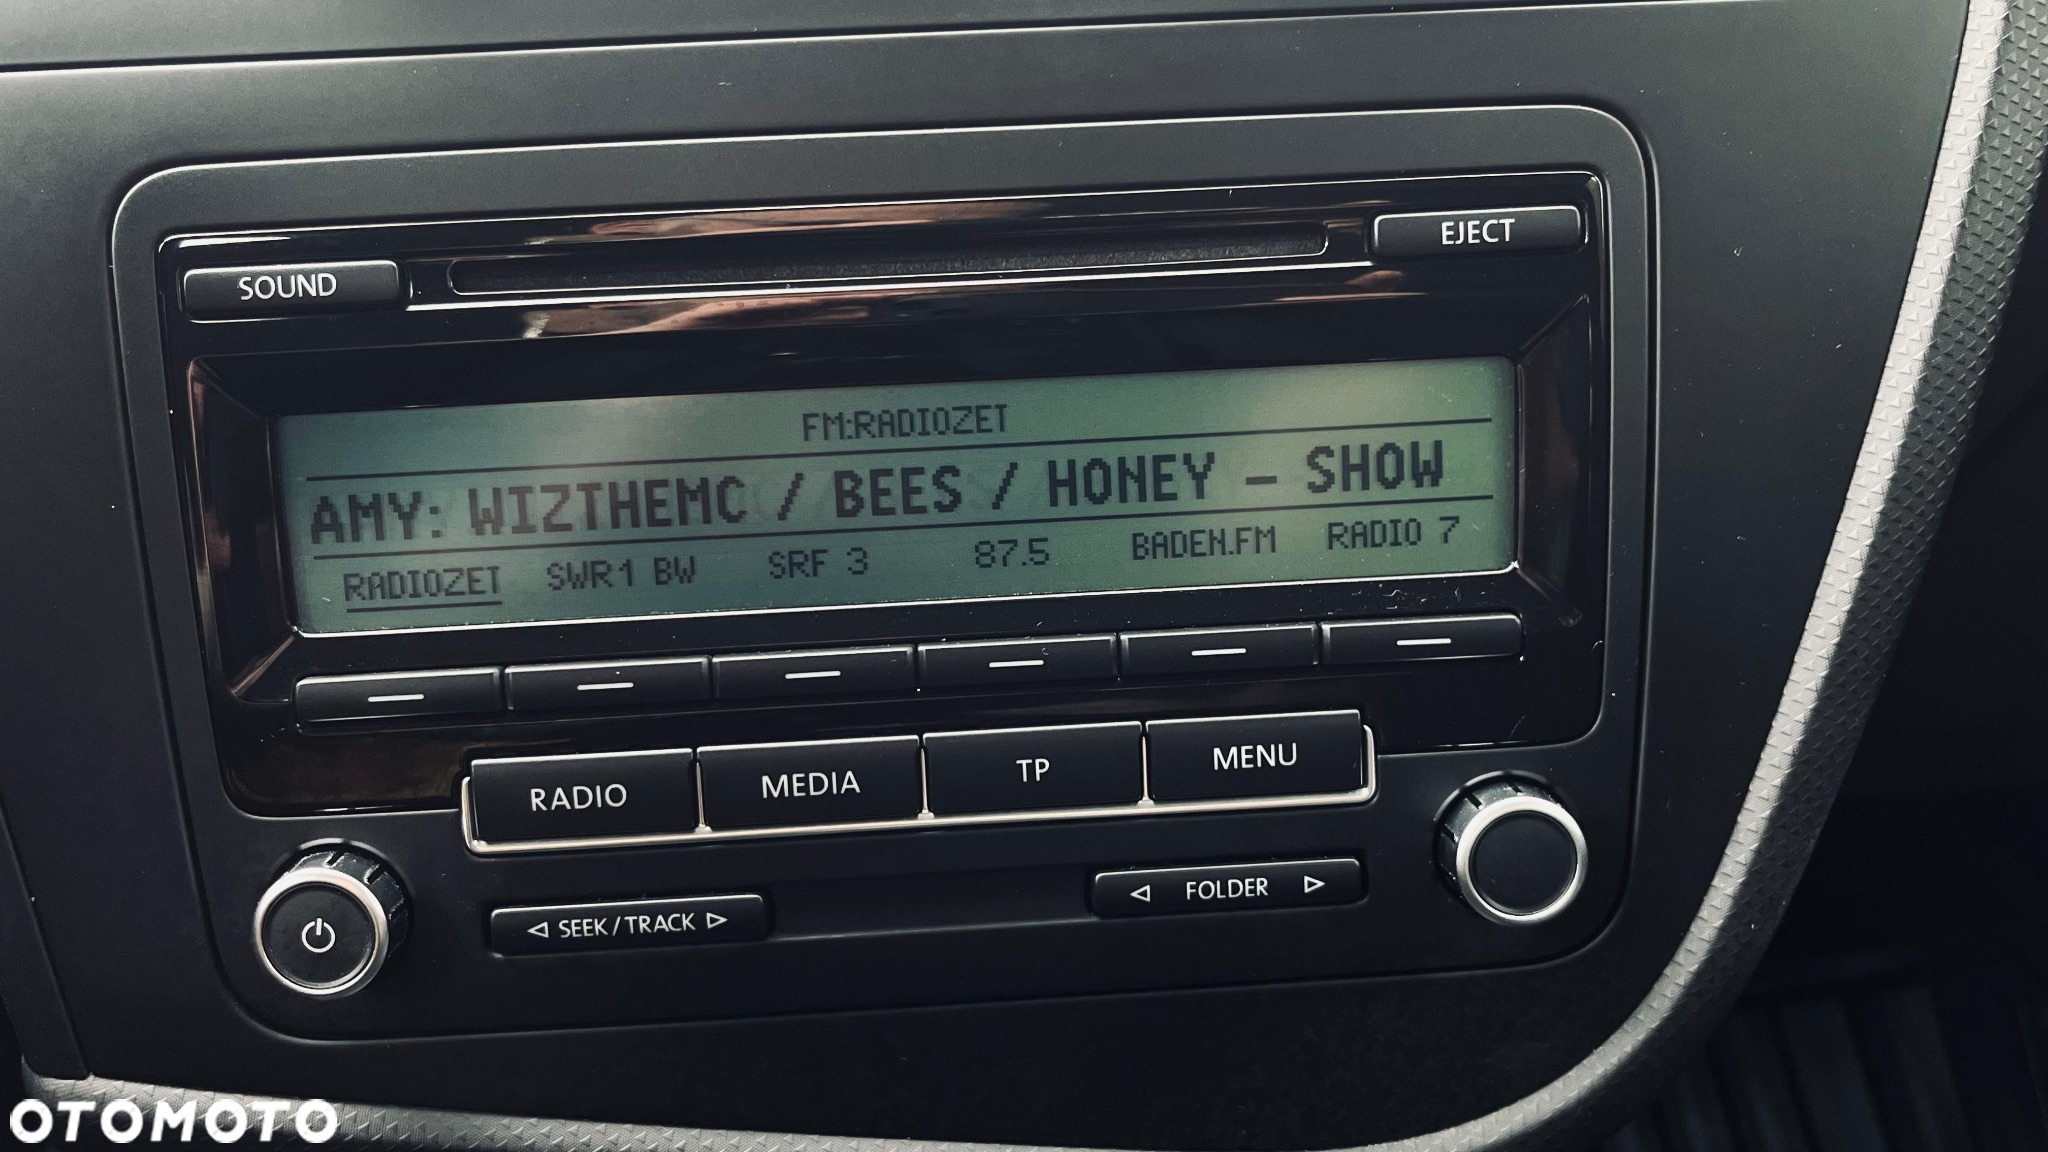 SOUND
EJECT
FM:RADIOZET
AMY: WIZTHEMC / BEES / HONEY - SHOW
RADIOZET SWR1 BW SRF 3 87.5 BADEN.FM RADIO 7
RADIO MEDIA TP MENU
SEEK / TRACK
FOLDER
OTOMOTO